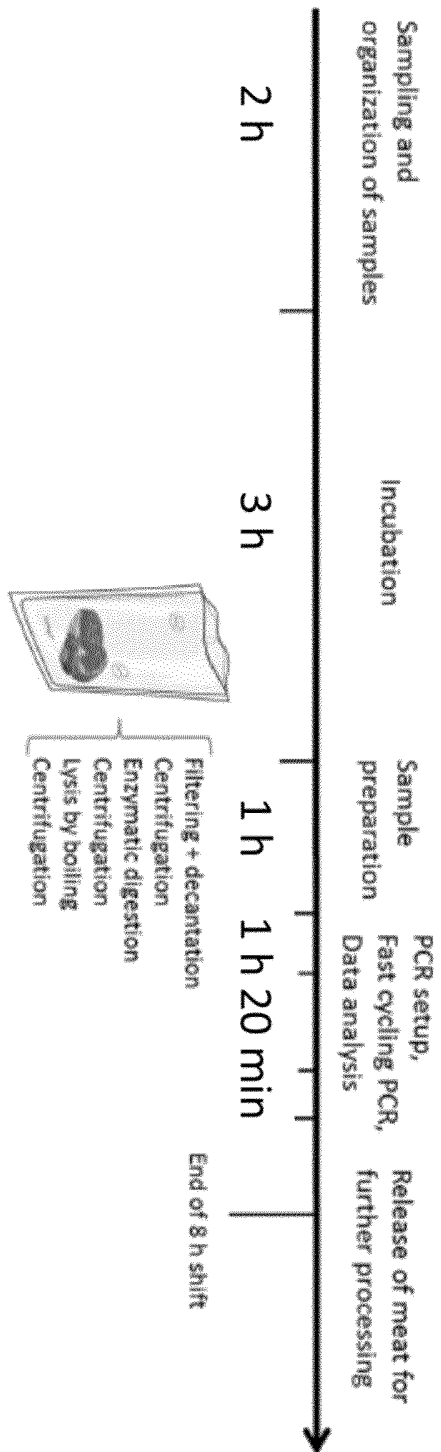 Sampling and
organization of samples
Incubation
Sample
preparation
PCR setup,
Fast cycling PCR,
Data analysis
Release of meat for
further processing
2 h
3 h
1 h
1 h 20 min
End of 8 h shift
Filtering + decantation
Centrifugation
Enzymatic digestion
Centrifugation
Lysis by boiling
Centrifugation